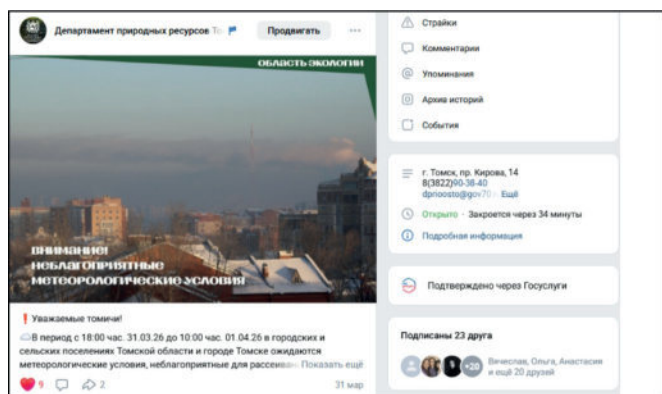 Департамент природных ресурсов То
Продвигать
ОБЛАСТЬ ЭКОЛОГИИ
ВНИМАНИЕ!
НЕБЛАГОПРИЯТНЫЕ
МЕТЕОРОЛОГИЧЕСКИЕ УСЛОВИЯ
❗ Уважаемые томичи!
В период с 18:00 час. 31.03.26 до 10:00 час. 01.04.26 в городских и
сельских поселениях Томской области и городе Томске ожидаются
метеорологические условия, неблагоприятные для рассеиван Показать ещё
9
2
31 мар
Страйки
Комментарии
Упоминания
Архив историй
События
г. Томск, пр. Кирова, 14
8(3822)90-38-40
dprioosto@gov70.r Ещё
Открыто · Закроется через 34 минуты
Подробная информация
Подтверждено через Госуслуги
Подписаны 23 друга
+20
Вячеслав, Ольга, Анастасия
и ещё 20 друзей